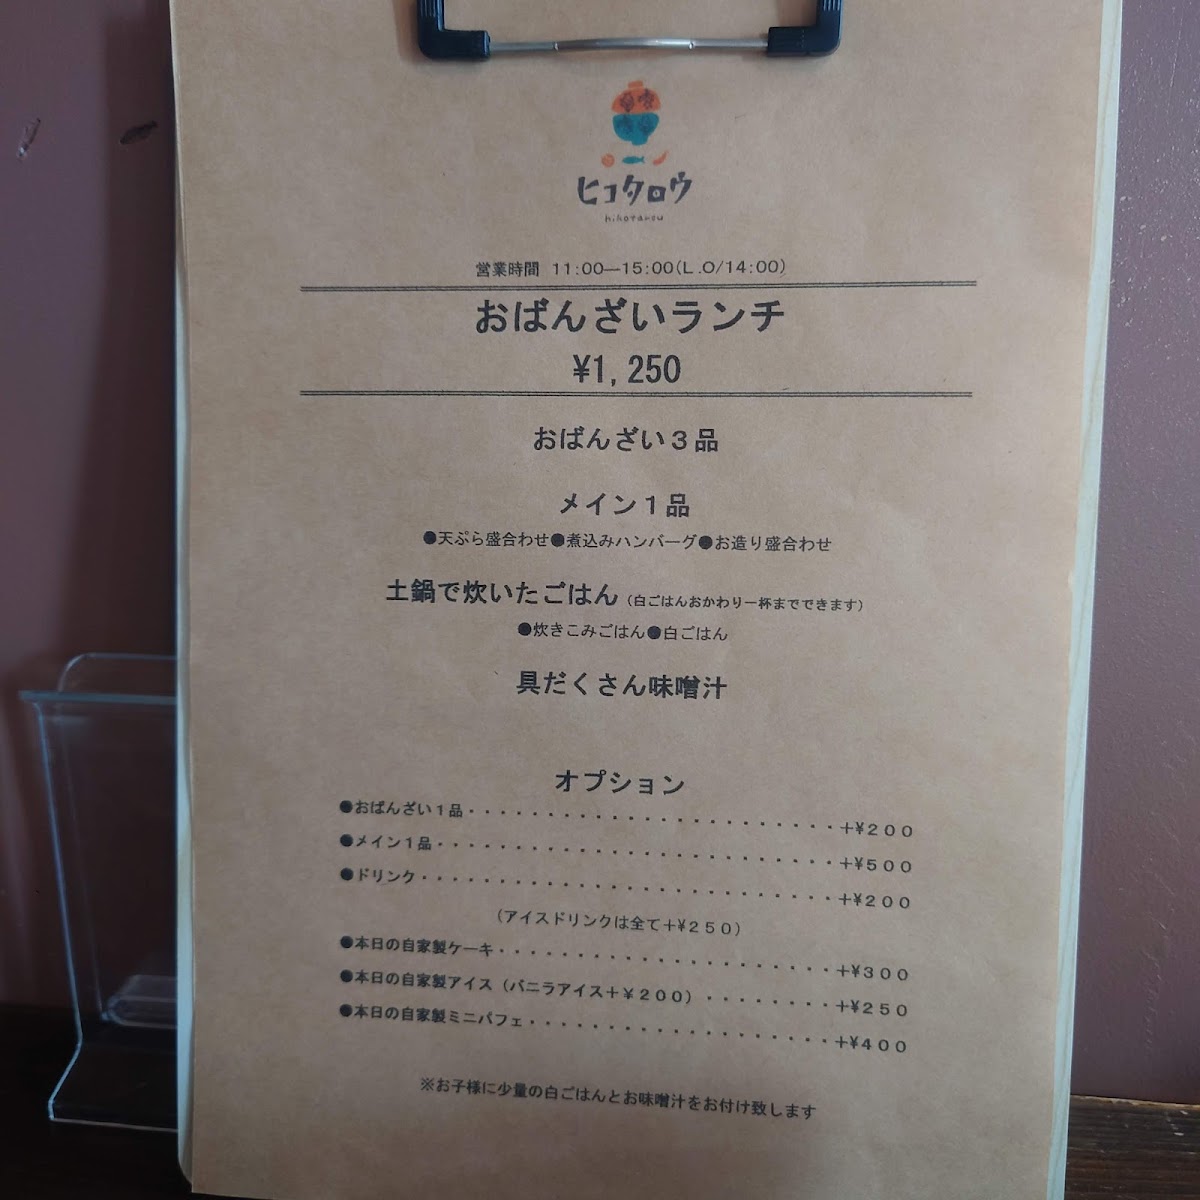 ヒコタロウ
hikotarou
営業時間 11:00―15:00(L.O/14:00)
おばんざいランチ
¥1,250
おばんざい３品
メイン１品
●天ぷら盛合わせ●煮込みハンバーグ●お造り盛合わせ
土鍋で炊いたごはん（白ごはんおかわり一杯までできます）
●炊きこみごはん●白ごはん
具だくさん味噌汁
オプション
●おばんざい１品・・・・・・・・・・・・・・・・・・・・・・・・＋¥２００
●メイン１品・・・・・・・・・・・・・・・・・・・・・・・・・・＋¥５００
●ドリンク・・・・・・・・・・・・・・・・・・・・・・・・・・・＋¥２００
（アイスドリンクは全て＋¥２５０）
●本日の自家製ケーキ・・・・・・・・・・・・・・・・・・・・・・＋¥３００
●本日の自家製アイス（バニラアイス＋¥２００）・・・・・・・・・＋¥２５０
●本日の自家製ミニパフェ・・・・・・・・・・・・・・・・・・・・＋¥４００
※お子様に少量の白ごはんとお味噌汁をお付け致します